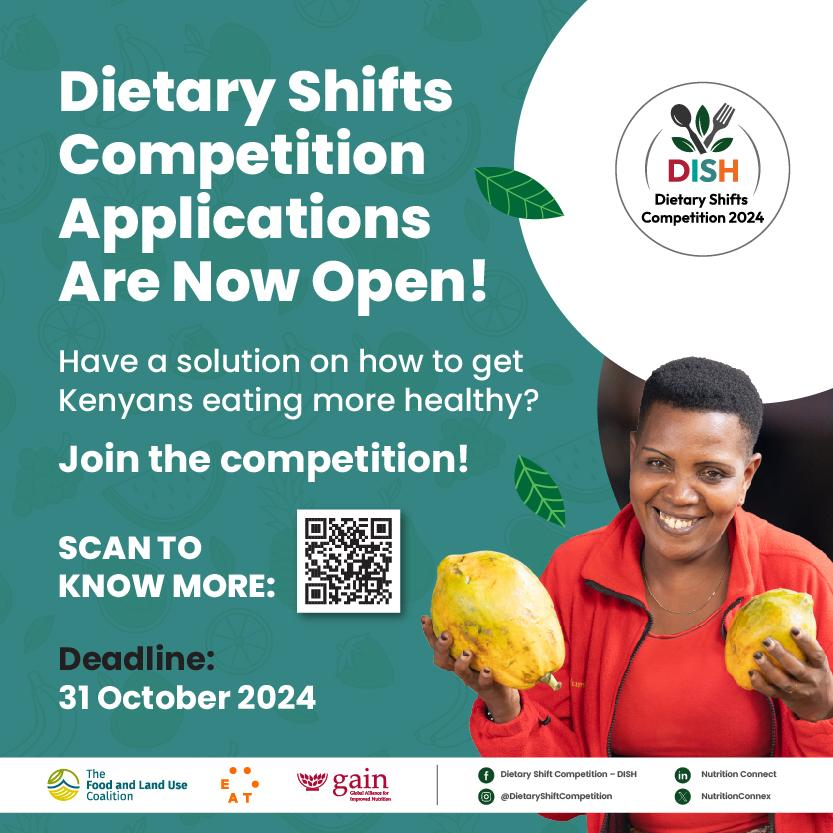 Dietary Shifts
Competition
Applications
Are Now Open!
DISH
Dietary Shifts
Competition 2024
Have a solution on how to get
Kenyans eating more healthy?
Join the competition!
SCAN TO
KNOW MORE:
Deadline:
31 October 2024
The
Food and Land Use
Coalition
E
A T
gain
Global Alliance for
Improved Nutrition
Dietary Shift Competition – DISH
@DietaryShiftCompetition
Nutrition Connect
NutritionConnex